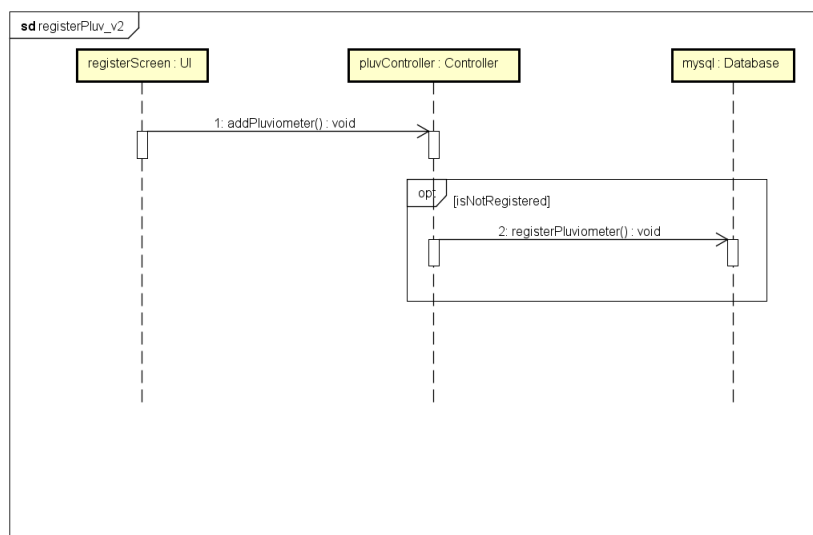 sd registerPluv_v2
registerScreen : UI
pluvController : Controller
mysql : Database
1: addPluviometer() : void
opt
[isNotRegistered]
2: registerPluviometer() : void